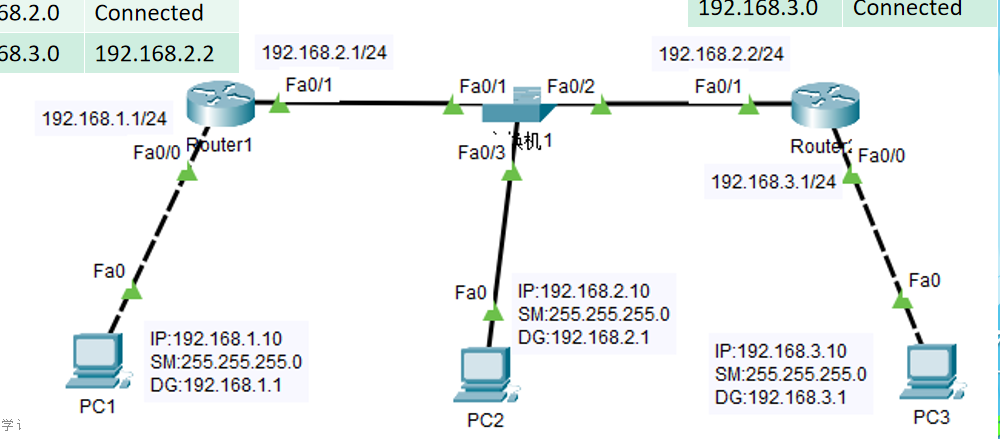 68.2.0 Connected
192.168.3.0 Connected
68.3.0 192.168.2.2
192.168.2.1/24
192.168.2.2/24
Fa0/1
Fa0/1
Fa0/2
Fa0/1
192.168.1.1/24
Router1
换机1
Route
Fa0/0
Fa0/3
Fa0/0
192.168.3.1/24
Fa0
Fa0
Fa0
IP:192.168.2.10
SM:255.255.255.0
DG:192.168.2.1
IP:192.168.1.10
SM:255.255.255.0
DG:192.168.1.1
IP:192.168.3.10
SM:255.255.255.0
DG:192.168.3.1
PC1
PC2
PC3
学